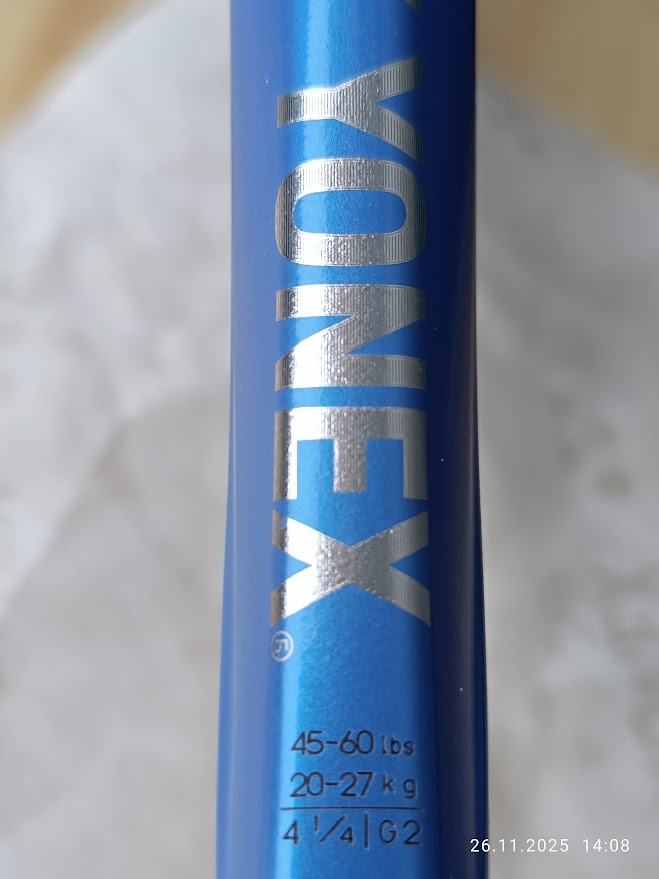 YONEX®
45-60 lbs
20-27 kg
4 1/4 | G2
26.11.2025 14:08